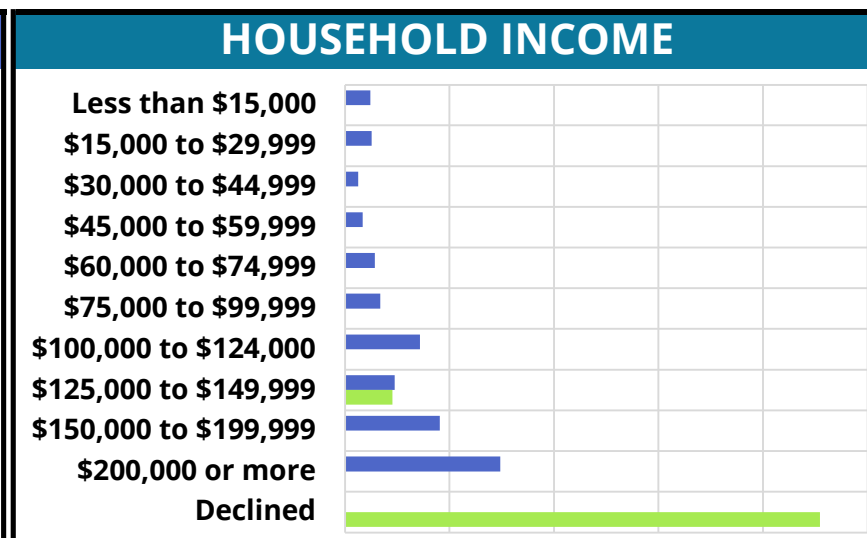 HOUSEHOLD INCOME
Less than $15,000
$15,000 to $29,999
$30,000 to $44,999
$45,000 to $59,999
$60,000 to $74,999
$75,000 to $99,999
$100,000 to $124,000
$125,000 to $149,999
$150,000 to $199,999
$200,000 or more
Declined